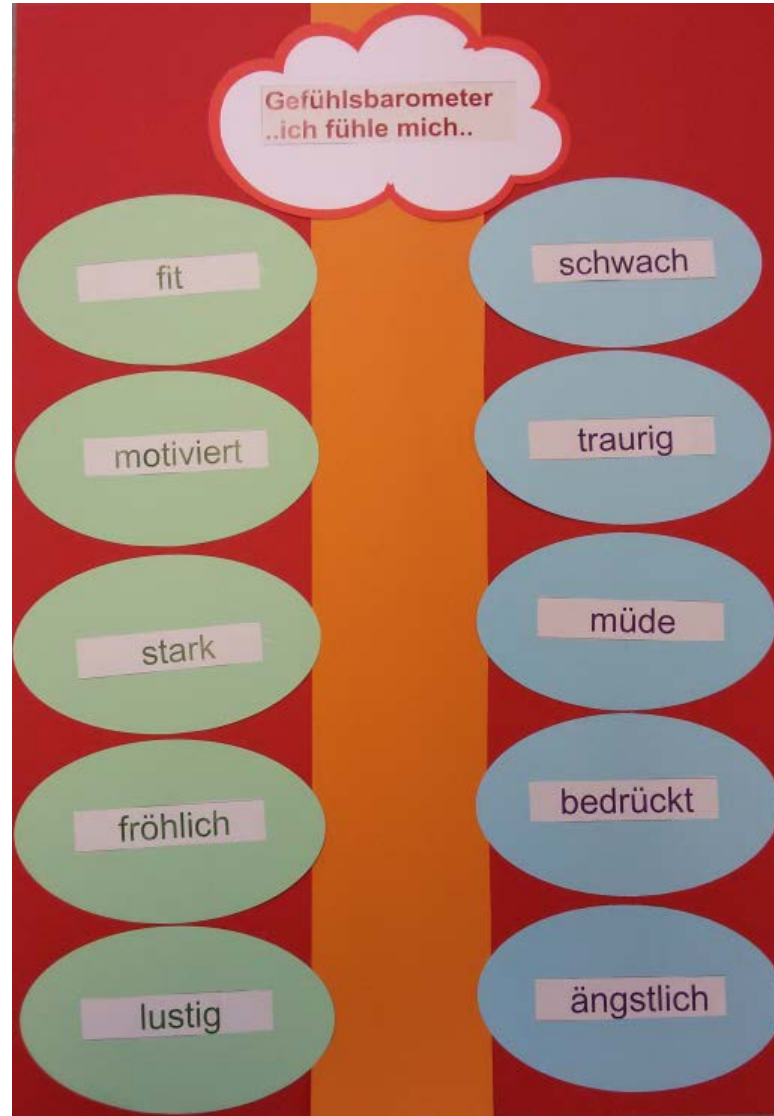 Gefühlsbarometer
..ich fühle mich..
fit
motiviert
stark
fröhlich
lustig
schwach
traurig
müde
bedrückt
ängstlich